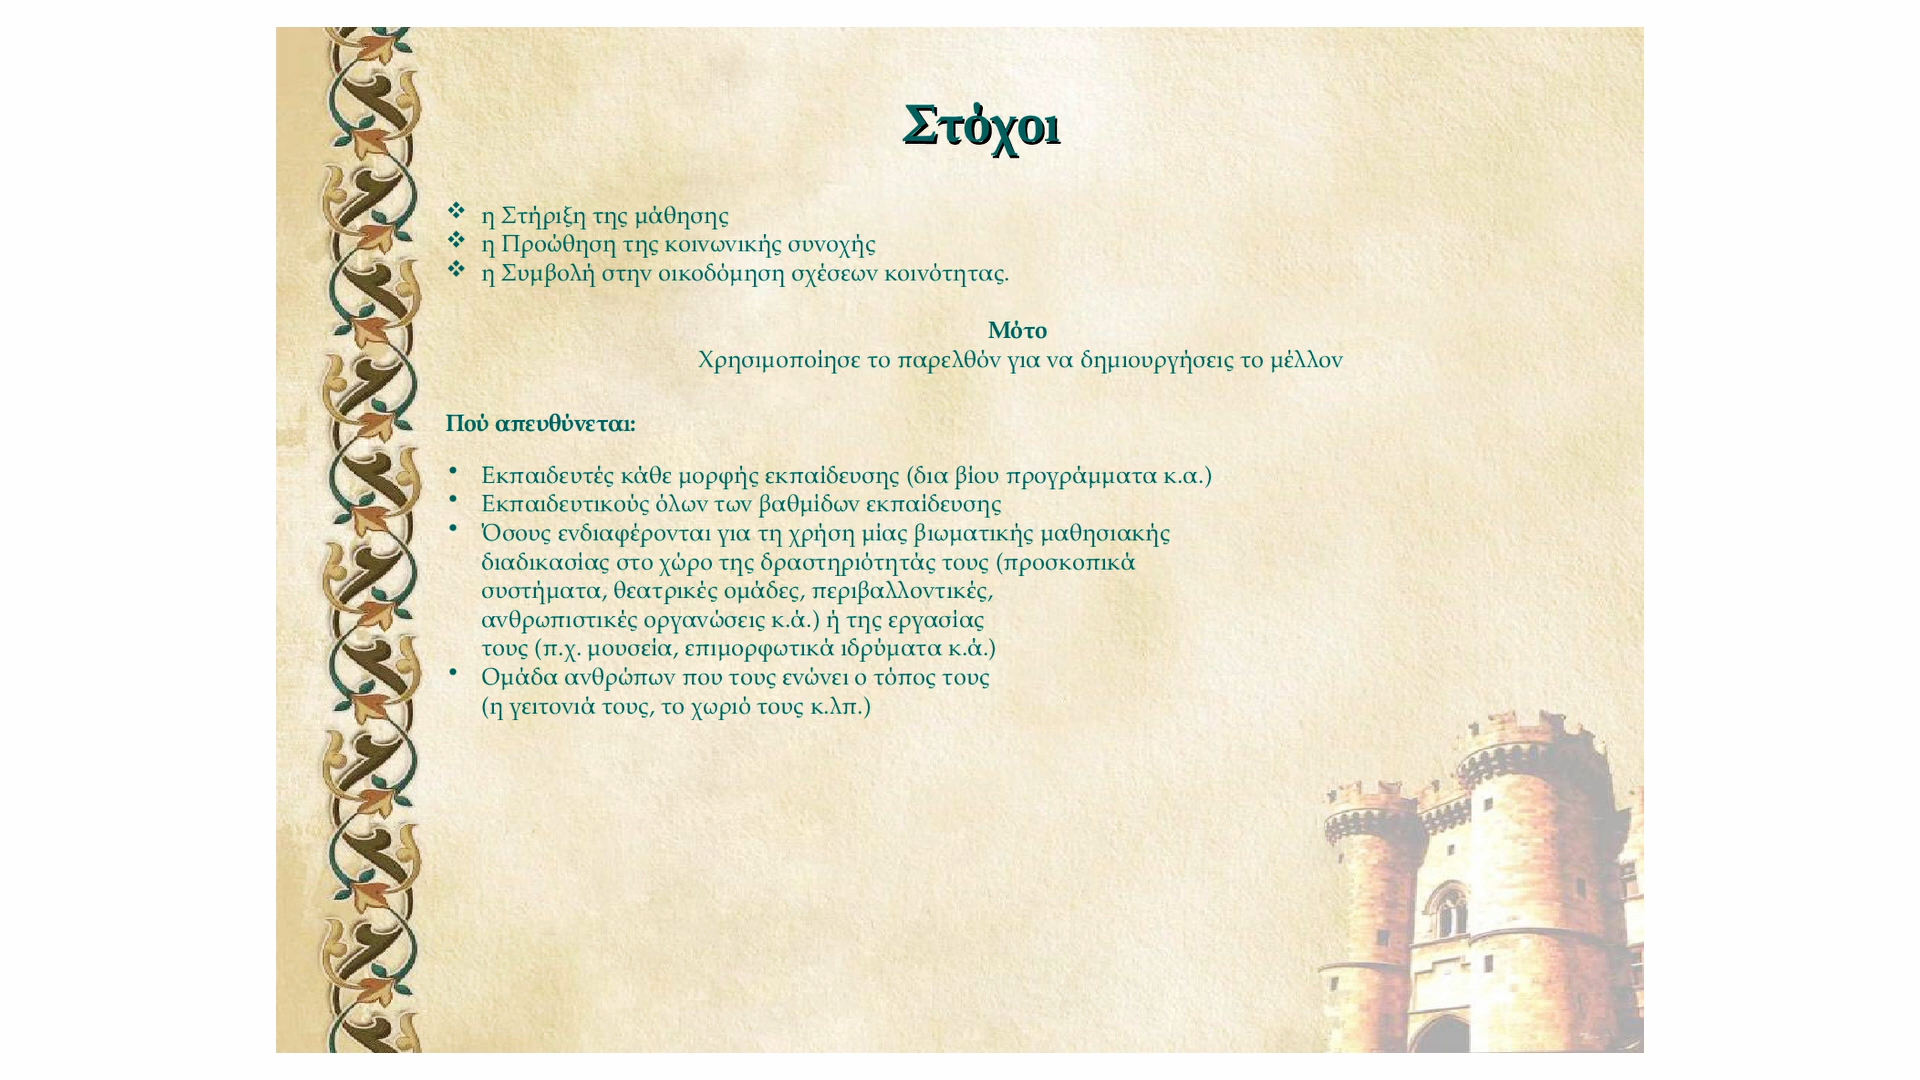 Στόχοι
❖ η Στήριξη της μάθησης
❖ η Προώθηση της κοινωνικής συνοχής
❖ η Συμβολή στην οικοδόμηση σχέσεων κοινότητας.
Μότο
Χρησιμοποίησε το παρελθόν για να δημιουργήσεις το μέλλον
Πού απευθύνεται:
• Εκπαιδευτές κάθε μορφής εκπαίδευσης (δια βίου προγράμματα κ.α.)
• Εκπαιδευτικούς όλων των βαθμίδων εκπαίδευσης
• Όσους ενδιαφέρονται για τη χρήση μίας βιωματικής μαθησιακής
διαδικασίας στο χώρο της δραστηριότητάς τους (προσκοπικά
συστήματα, θεατρικές ομάδες, περιβαλλοντικές,
ανθρωπιστικές οργανώσεις κ.ά.) ή της εργασίας
τους (π.χ. μουσεία, επιμορφωτικά ιδρύματα κ.ά.)
• Ομάδα ανθρώπων που τους ενώνει ο τόπος τους
(η γειτονιά τους, το χωριό τους κ.λπ.)